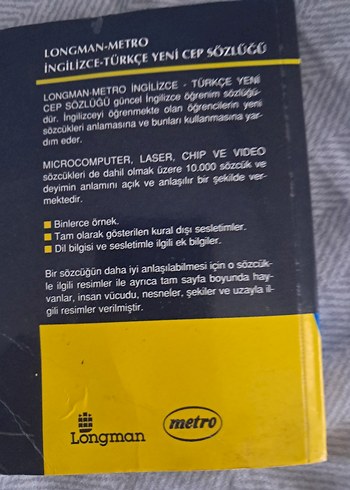 LONGMAN-METRO
İNGİLİZCE-TÜRKÇE YENİ CEP SÖZLÜĞÜ
LONGMAN-METRO İNGİLİZCE - TÜRKÇE YENİ
CEP SÖZLÜĞÜ güncel İngilizce öğrenim sözlüğü-
dür. İngilizceyi öğrenmekte olan öğrencilerin yeni
sözcükleri anlamasına ve bunları kullanmasına yar-
dım eder.
MICROCOMPUTER, LASER, CHIP VE VIDEO
sözcükleri de dahil olmak üzere 10.000 sözcük ve
deyimin anlamını açık ve anlaşılır bir şekilde ver-
mektedir.
Binlerce örnek.
Tam olarak gösterilen kural dışı sesletimler.
Dil bilgisi ve sesletimle ilgili ek bilgiler.
Bir sözcüğün daha iyi anlaşılabilmesi için o sözcük-
le ilgili resimler ile ayrıca tam sayfa boyunda hay-
vanlar, insan vücudu, nesneler, şekiller ve uzayla il-
gili resimler verilmiştir.
Longman
metro